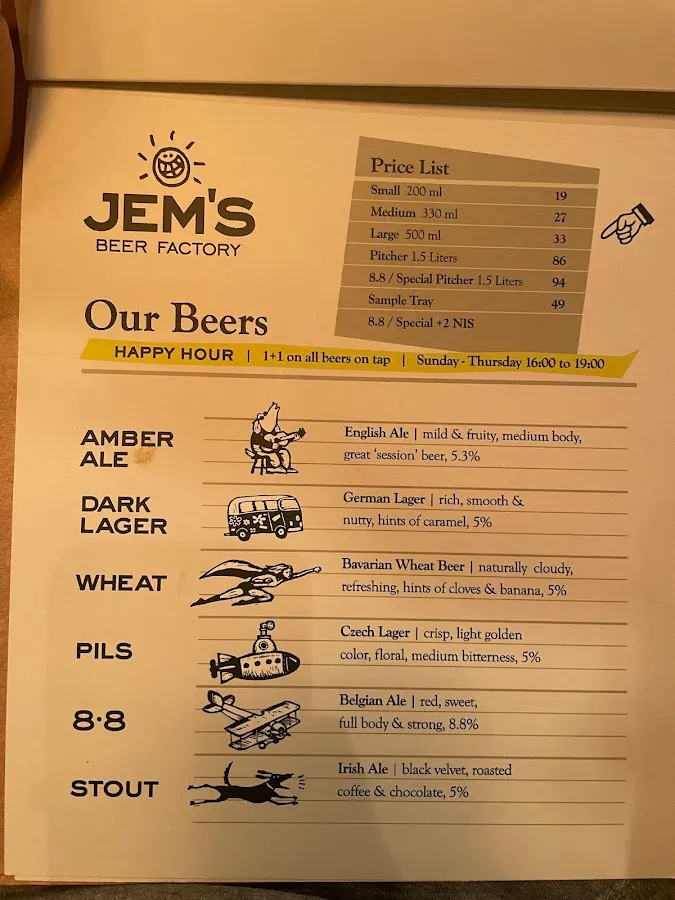 JEM'S
BEER FACTORY
Price List
Small 200 ml 19
Medium 330 ml 27
Large 500 ml 33
Pitcher 1.5 Liters 86
8.8 / Special Pitcher 1.5 Liters 94
Sample Tray 49
8.8 / Special +2 NIS
Our Beers
HAPPY HOUR | 1+1 on all beers on tap | Sunday - Thursday 16:00 to 19:00
AMBER
ALE
English Ale | mild & fruity, medium body,
great 'session' beer, 5.3%
DARK
LAGER
German Lager | rich, smooth &
nutty, hints of caramel, 5%
WHEAT
Bavarian Wheat Beer | naturally cloudy,
refreshing, hints of cloves & banana, 5%
PILS
Czech Lager | crisp, light golden
color, floral, medium bitterness, 5%
8·8
Belgian Ale | red, sweet,
full body & strong, 8.8%
STOUT
Irish Ale | black velvet, roasted
coffee & chocolate, 5%